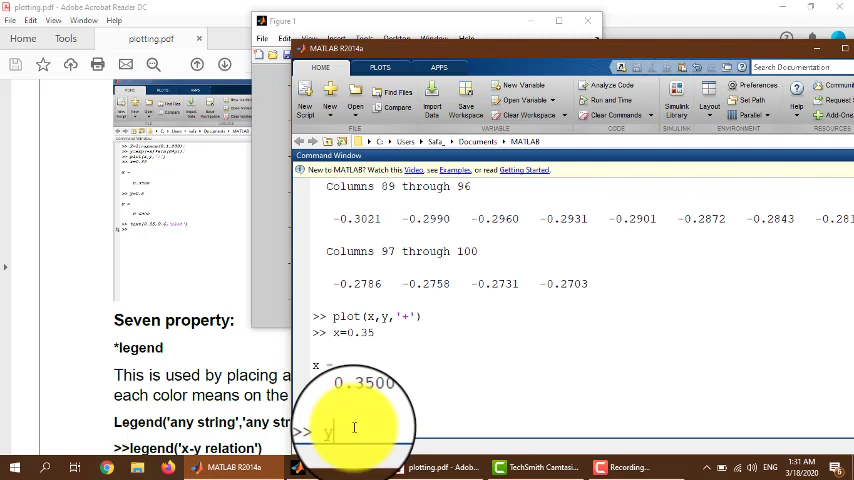 plotting.pdf - Adobe Acrobat Reader DC
File Edit View Window Help
Home Tools plotting.pdf
Figure 1
File
MATLAB R2014a
HOME PLOTS APPS
Search Documentation
New Script
New
Open
Find Files
Compare
Import Data
Save Workspace
New Variable
Open Variable
Clear Workspace
Analyze Code
Run and Time
Clear Commands
Simulink Library
Layout
Preferences
Set Path
Parallel
Help
Community
Request
Add-Ons
FILE VARIABLE CODE SIMULINK ENVIRONMENT RESOURCES
C: Users Safa_ Documents MATLAB
Command Window
New to MATLAB? Watch this Video, see Examples, or read Getting Started.
Columns 89 through 96
-0.3021 -0.2990 -0.2960 -0.2931 -0.2901 -0.2872 -0.2843 -0.281
Columns 97 through 100
-0.2786 -0.2758 -0.2731 -0.2703
>> plot(x,y,'+')
>> x=0.35
x =
0.3500
>> y
Seven property:
*legend
This is used by placing a
each color means on the
Legend('any string','any str
>>legend('x-y relation')
MATLAB R2014a
plotting.pdf - Adob...
TechSmith Camtasi...
Recording...
1:31 AM
3/18/2020